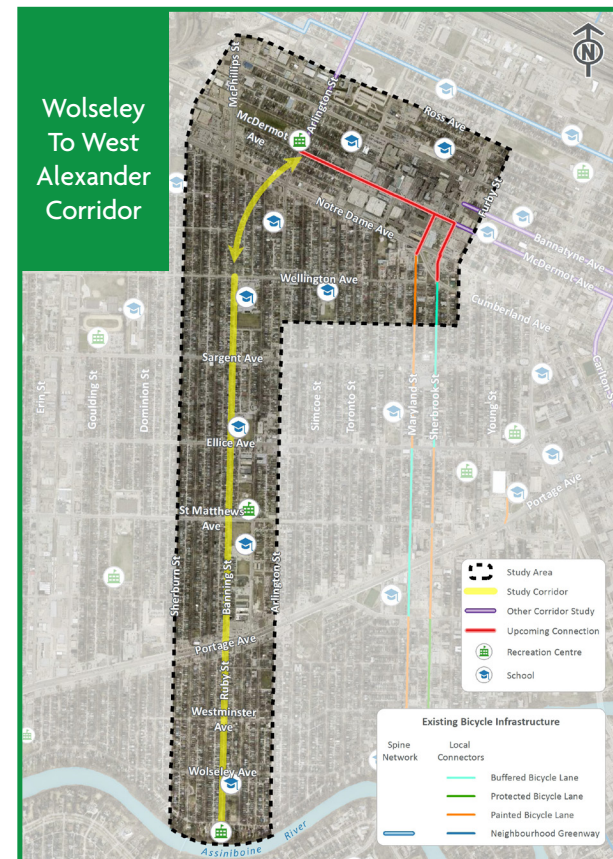 Wolseley
To West
Alexander
Corridor
N
McPhillips St
Arlington St
Ross Ave
McDermot
Ave
Furby St
Notre Dame Ave
Bannatyne Ave
McDermot Ave
Wellington Ave
Cumberland Ave
Carlton St
Sargent Ave
Erin St
Goulding St
Dominion St
Simcoe St
Toronto St
Maryland St
Sherbrook St
Young St
Ellice Ave
Portage Ave
St Matthews
Ave
Sherburn St
Banning St
Arlington St
Portage Ave
Ruby St
Westminster
Ave
Wolseley Ave
Assiniboine River
Study Area
Study Corridor
Other Corridor Study
Upcoming Connection
Recreation Centre
School
Existing Bicycle Infrastructure
Spine
Network
Local
Connectors
Buffered Bicycle Lane
Protected Bicycle Lane
Painted Bicycle Lane
Neighbourhood Greenway